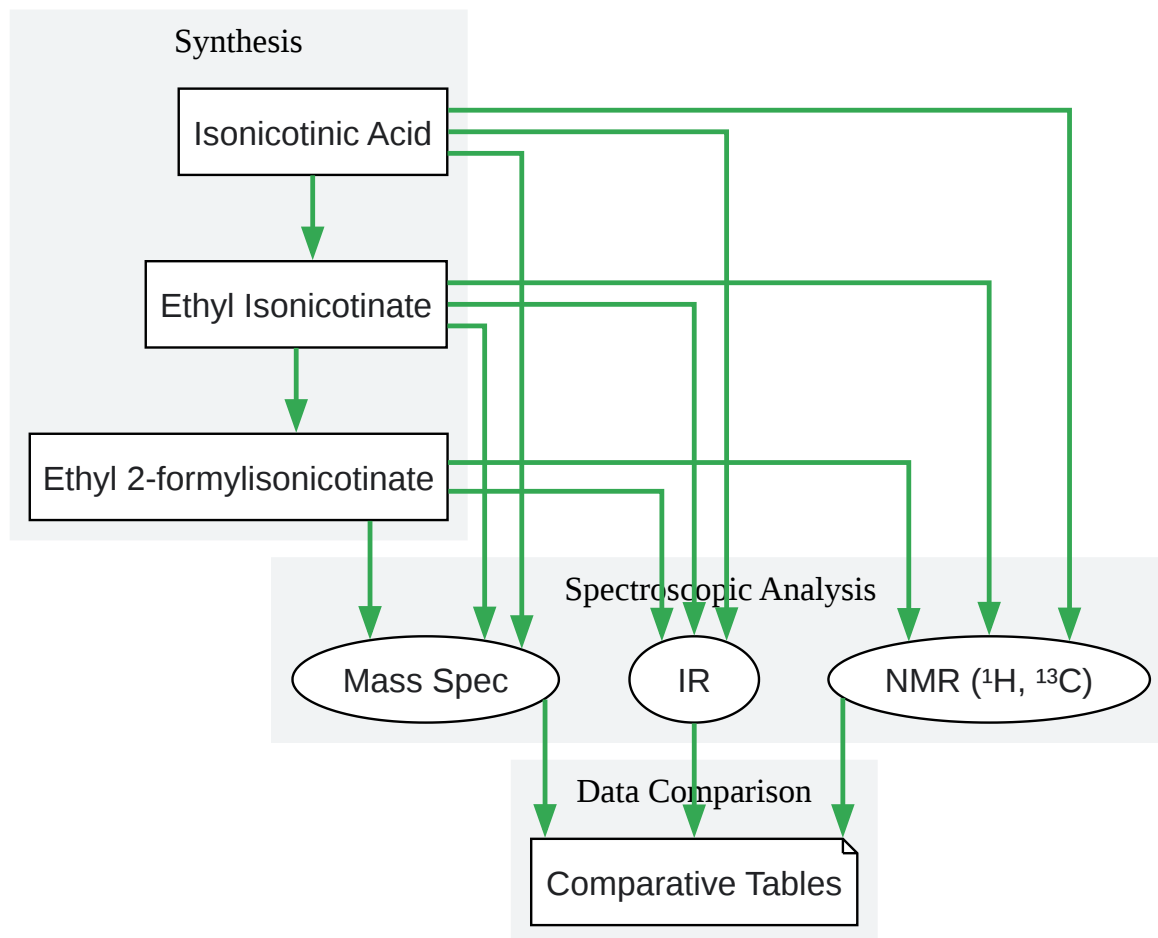 Synthesis
Isonicotinic Acid
Ethyl Isonicotinate
Ethyl 2-formylisonicotinate
Spectroscopic Analysis
Mass Spec
IR
NMR (¹H, ¹³C)
Data Comparison
Comparative Tables